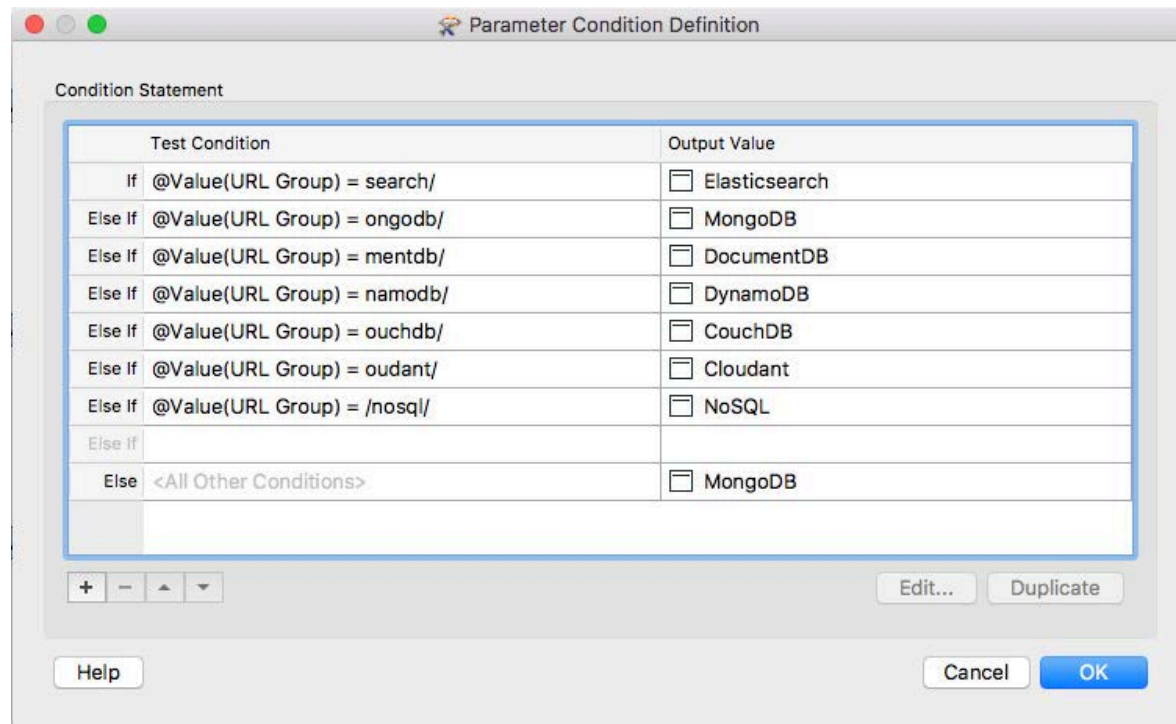 Parameter Condition Definition
Condition Statement
Test Condition Output Value
If @Value(URL Group) = search/ Elasticsearch
Else If @Value(URL Group) = ongodb/ MongoDB
Else If @Value(URL Group) = mentdb/ DocumentDB
Else If @Value(URL Group) = namodb/ DynamoDB
Else If @Value(URL Group) = ouchdb/ CouchDB
Else If @Value(URL Group) = oudant/ Cloudant
Else If @Value(URL Group) = /nosql/ NoSQL
Else If
Else <All Other Conditions> MongoDB
+ − Edit... Duplicate
Help Cancel OK